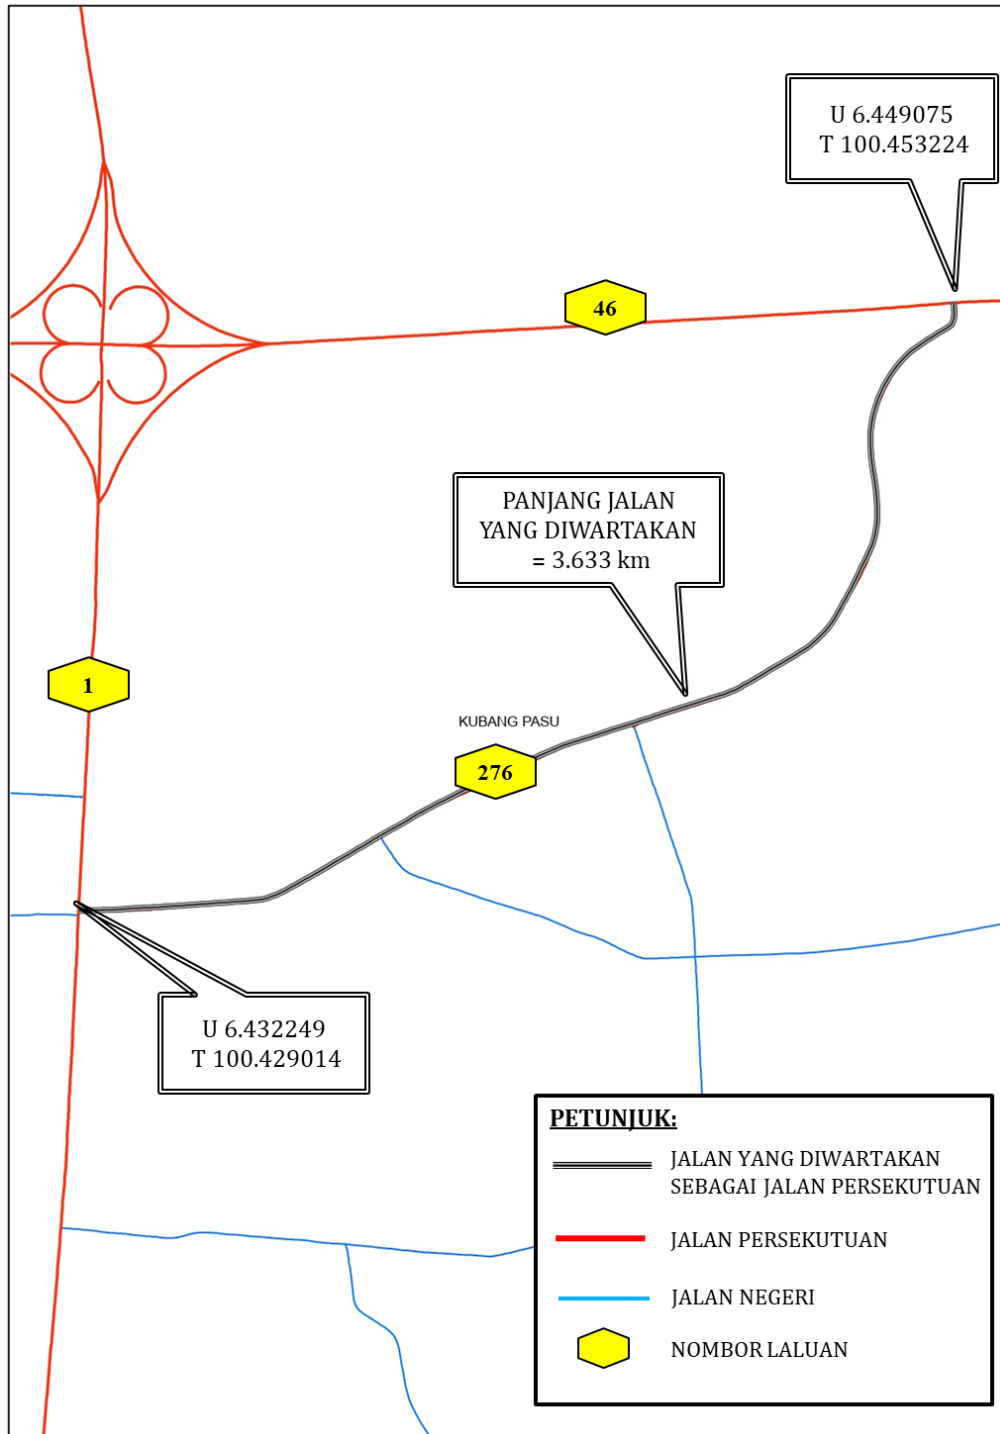 U 6.449075
T 100.453224
46
PANJANG JALAN
YANG DIWARTAKAN
= 3.633 km
1
KUBANG PASU
276
U 6.432249
T 100.429014
PETUNJUK:
JALAN YANG DIWARTAKAN
SEBAGAI JALAN PERSEKUTUAN
JALAN PERSEKUTUAN
JALAN NEGERI
NOMBOR LALUAN